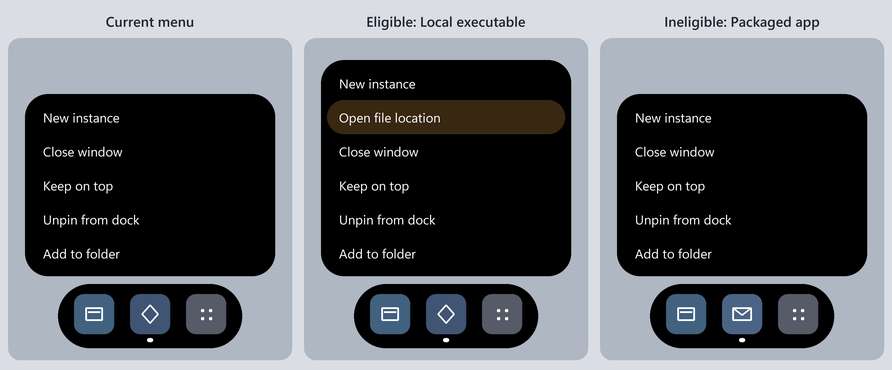 Current menu
New instance
Close window
Keep on top
Unpin from dock
Add to folder
Eligible: Local executable
New instance
Open file location
Close window
Keep on top
Unpin from dock
Add to folder
Ineligible: Packaged app
New instance
Close window
Keep on top
Unpin from dock
Add to folder